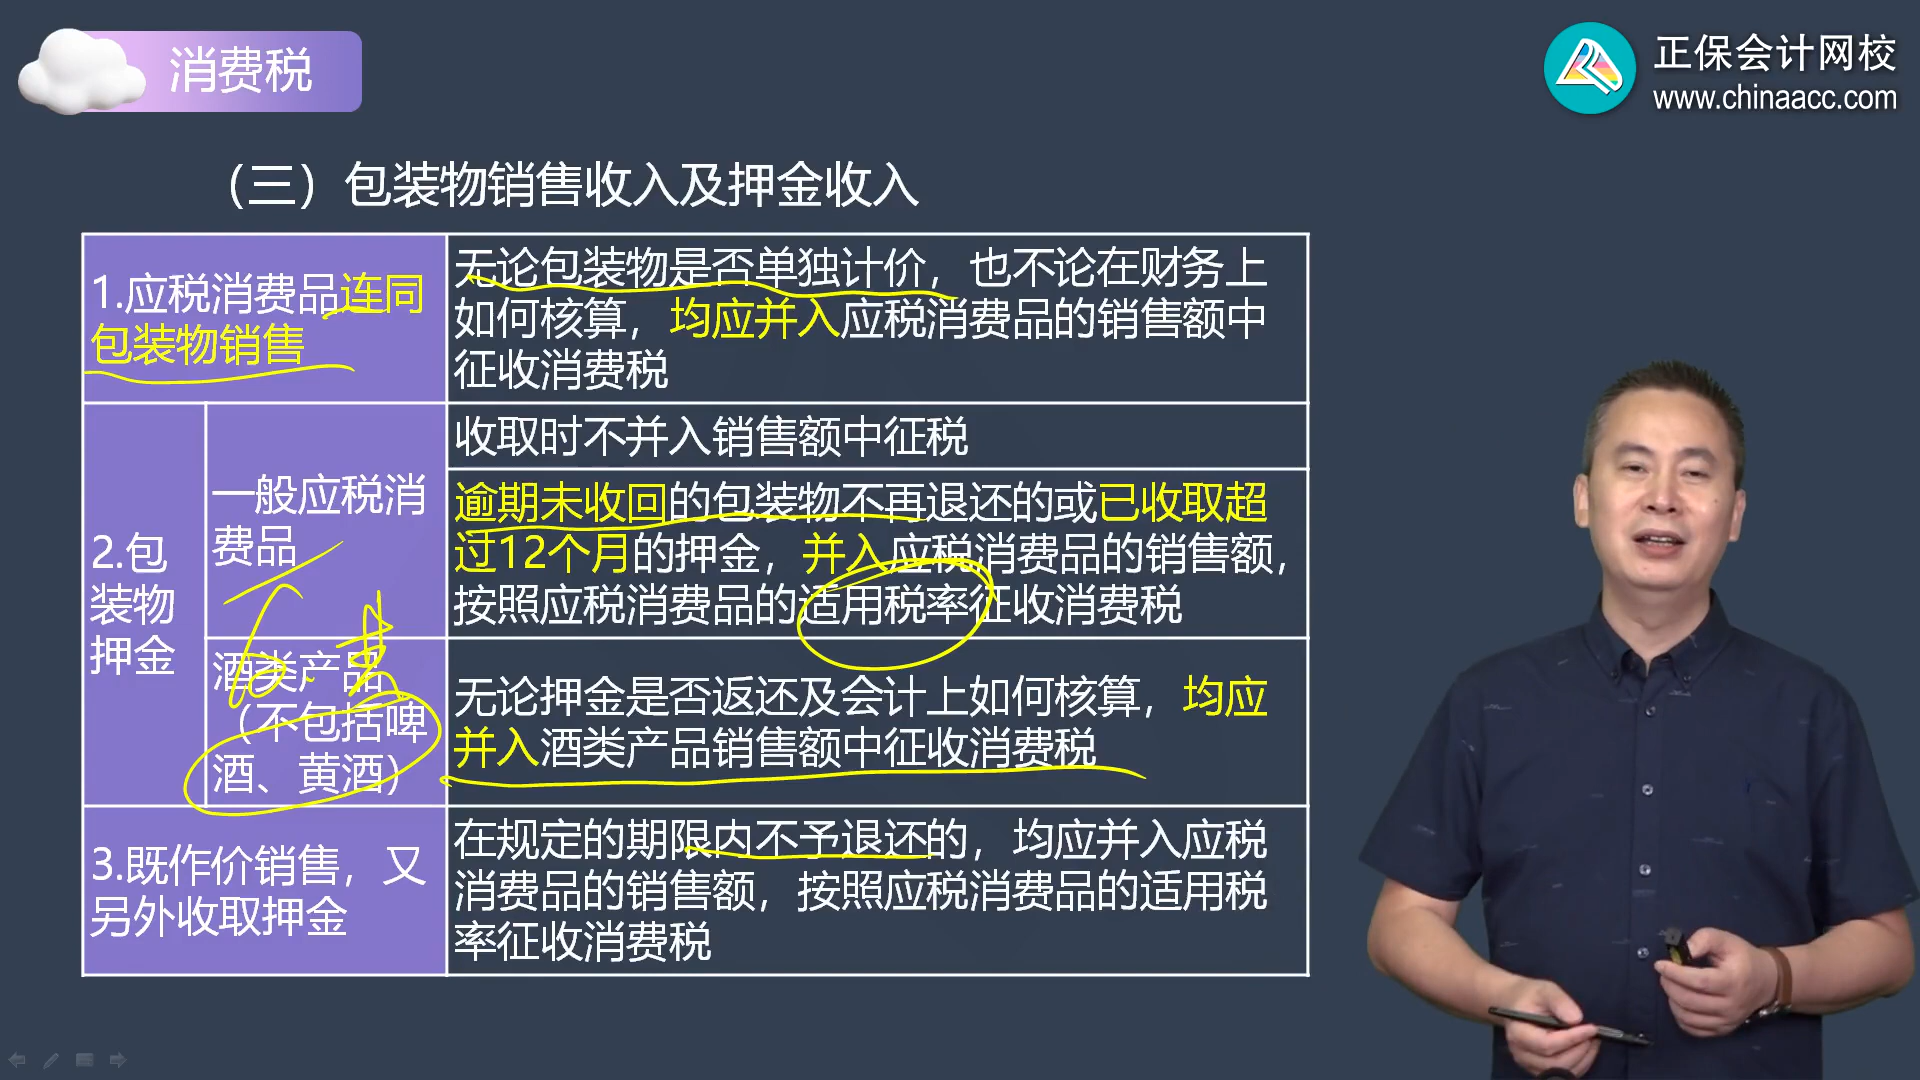 消费税
正保会计网校
www.chinaacc.com
（三）包装物销售收入及押金收入
1.应税消费品连同
包装物销售
无论包装物是否单独计价，也不论在财务上
如何核算，均应并入应税消费品的销售额中
征收消费税
2.包
装物
押金
一般应税消
费品
收取时不并入销售额中征税
逾期未收回的包装物不再退还的或已收取超
过12个月的押金，并入应税消费品的销售额，
按照应税消费品的适用税率征收消费税
酒类产品
（不包括啤
酒、黄酒）
无论押金是否返还及会计上如何核算，均应
并入酒类产品销售额中征收消费税
3.既作价销售，又
另外收取押金
在规定的期限内不予退还的，均应并入应税
消费品的销售额，按照应税消费品的适用税
率征收消费税